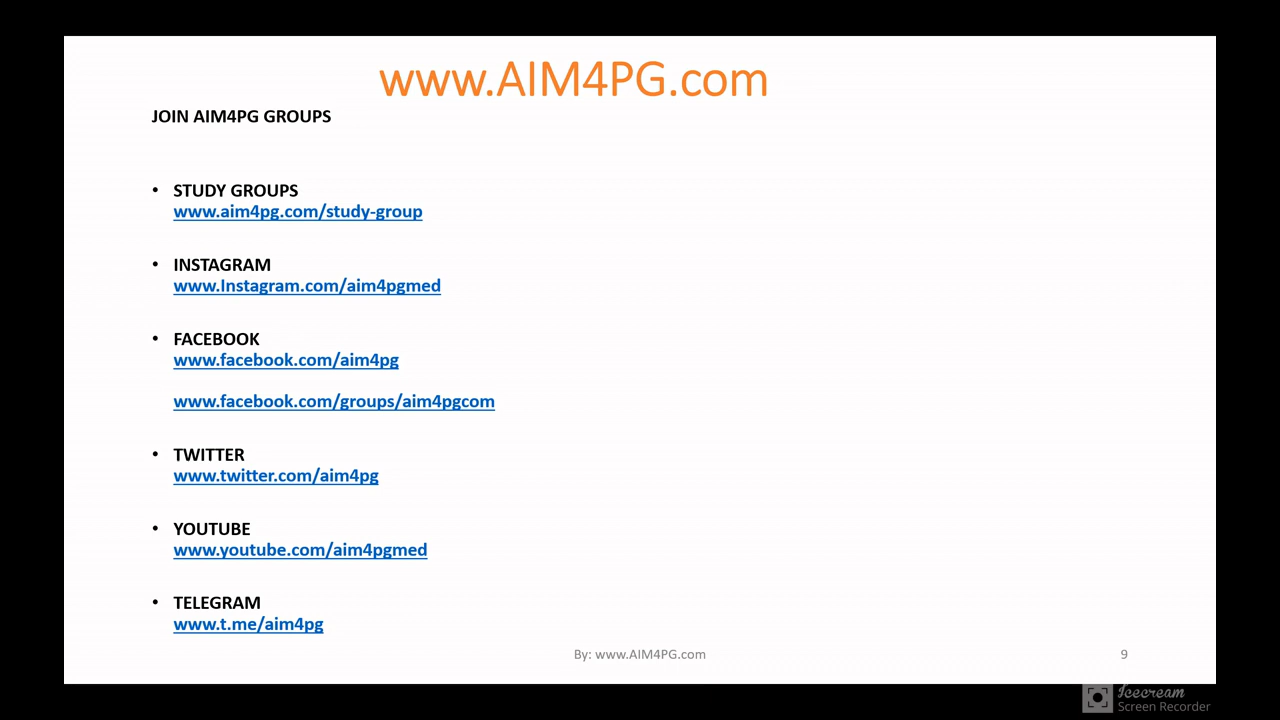 www.AIM4PG.com
JOIN AIM4PG GROUPS
• STUDY GROUPS
www.aim4pg.com/study-group
• INSTAGRAM
www.Instagram.com/aim4pgmed
• FACEBOOK
www.facebook.com/aim4pg
www.facebook.com/groups/aim4pgcom
• TWITTER
www.twitter.com/aim4pg
• YOUTUBE
www.youtube.com/aim4pgmed
• TELEGRAM
www.t.me/aim4pg
By: www.AIM4PG.com
9
Icecream
Screen Recorder